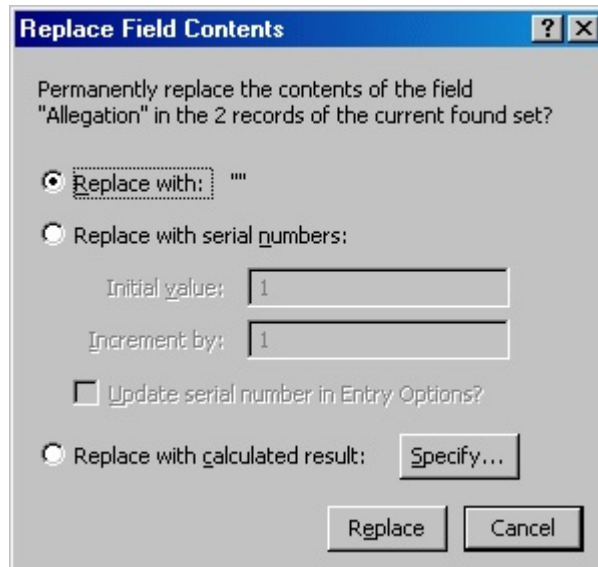 Replace Field Contents
Permanently replace the contents of the field
"Allegation" in the 2 records of the current found set?
Replace with: ""
Replace with serial numbers:
Initial value: 1
Increment by: 1
Update serial number in Entry Options?
Replace with calculated result: Specify...
Replace Cancel